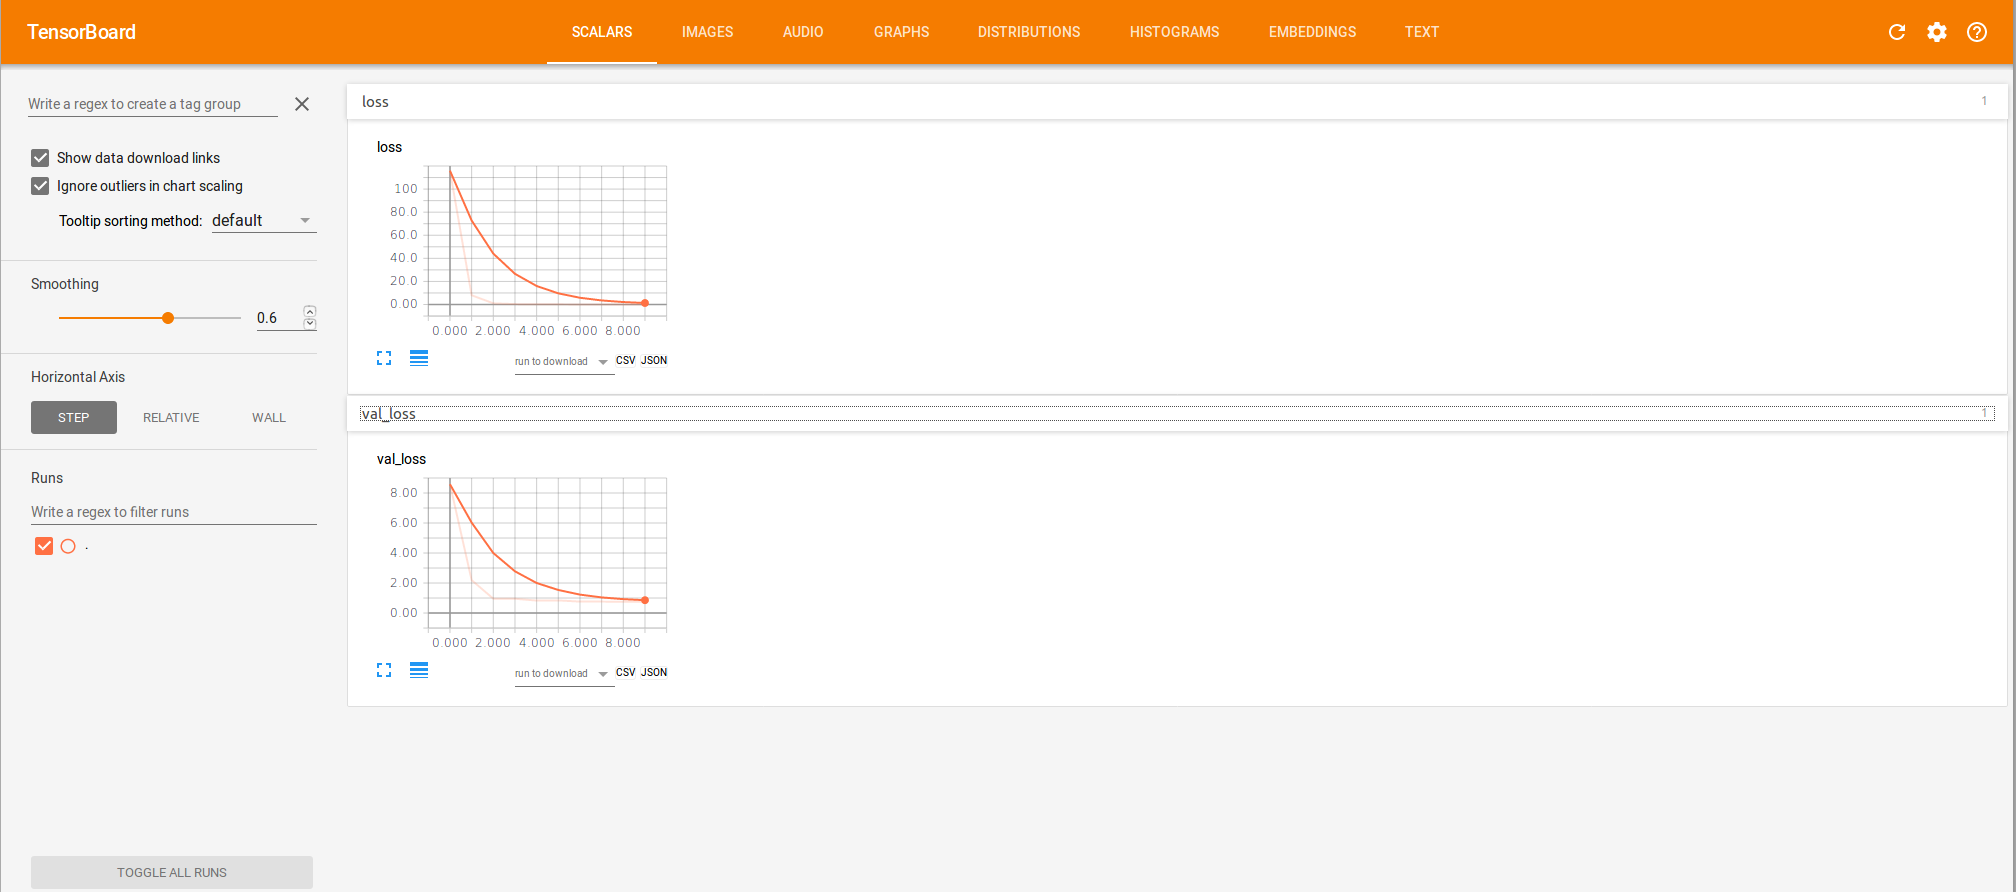 TensorBoard
SCALARS IMAGES AUDIO GRAPHS DISTRIBUTIONS HISTOGRAMS EMBEDDINGS TEXT
Write a regex to create a tag group
Show data download links
Ignore outliers in chart scaling
Tooltip sorting method: default
Smoothing
0.6
Horizontal Axis
STEP RELATIVE WALL
Runs
Write a regex to filter runs
.
TOGGLE ALL RUNS
loss 1
loss
100
80.0
60.0
40.0
20.0
0.00
0.000 2.000 4.000 6.000 8.000
run to download CSV JSON
val_loss 1
val_loss
8.00
6.00
4.00
2.00
0.00
0.000 2.000 4.000 6.000 8.000
run to download CSV JSON